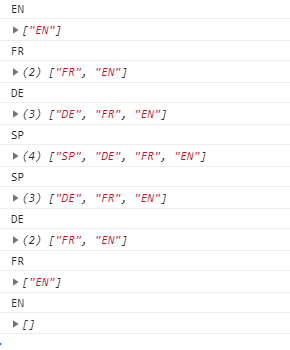 EN
["EN"]
FR
(2) ["FR", "EN"]
DE
(3) ["DE", "FR", "EN"]
SP
(4) ["SP", "DE", "FR", "EN"]
SP
(3) ["DE", "FR", "EN"]
DE
(2) ["FR", "EN"]
FR
["EN"]
EN
[]